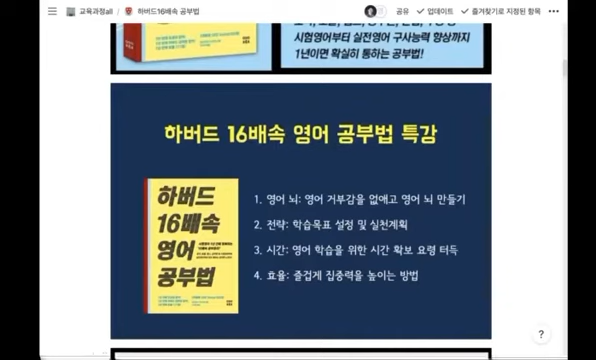 교육과정all / 하버드16배속 공부법
공유 ✓ 업데이트 ✓ 즐겨찾기로 지정된 항목 ···
시험영어부터 실전영어 구사능력 향상까지
1년이면 확실히 통하는 공부법!
하버드 16배속 영어 공부법 특강
하버드
16배속
영어
공부법
1. 영어 뇌: 영어 거부감을 없애고 영어 뇌 만들기
2. 전략: 학습목표 설정 및 실천계획
3. 시간: 영어 학습을 위한 시간 확보 요령 터득
4. 효율: 즐겁게 집중력을 높이는 방법
?